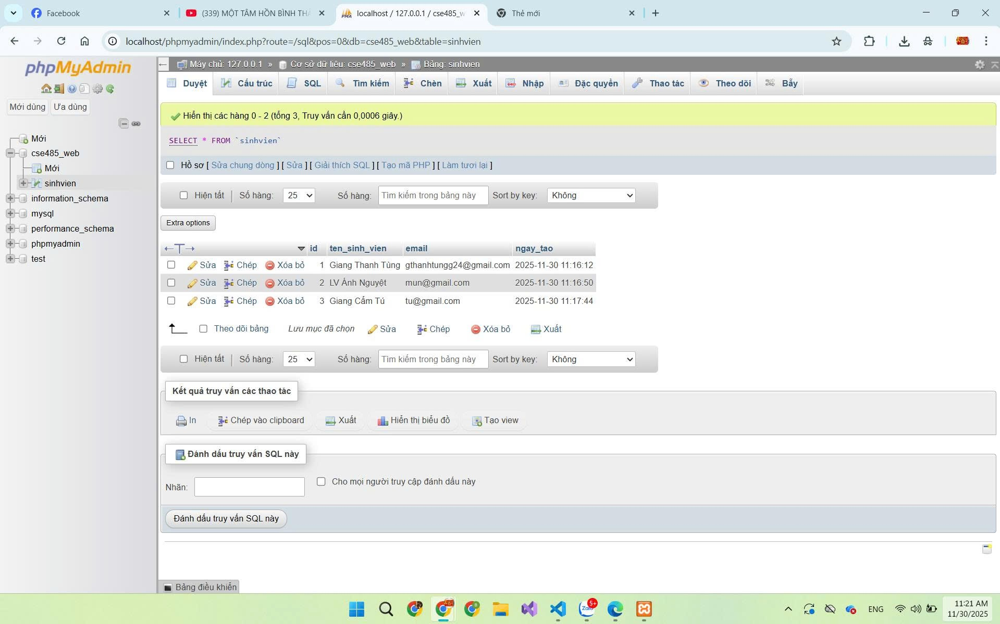 Facebook
(339) MỘT TÂM HỒN BÌNH THẢ
localhost / 127.0.0.1 / cse485_w
Thẻ mới
localhost/phpmyadmin/index.php?route=/sql&pos=0&db=cse485_web&table=sinhvien
phpMyAdmin
Mới dùng Ưa dùng
Mới
cse485_web
Mới
sinhvien
information_schema
mysql
performance_schema
phpmyadmin
test
Máy chủ: 127.0.0.1 » Cơ sở dữ liệu: cse485_web » Bảng: sinhvien
Duyệt Cấu trúc SQL Tìm kiếm Chèn Xuất Nhập Đặc quyền Thao tác Theo dõi Bẫy
Hiển thị các hàng 0 - 2 (tổng 3, Truy vấn cần 0,0006 giây.)
SELECT * FROM `sinhvien`
Hồ sơ [ Sửa chung dòng ] [ Sửa ] [ Giải thích SQL ] [ Tạo mã PHP ] [ Làm tươi lại ]
Hiện tất Số hàng: 25 Số hàng: Tìm kiếm trong bảng này Sort by key: Không
Extra options
id ten_sinh_vien email ngay_tao
Sửa Chép Xóa bỏ 1 Giang Thanh Tùng gthanhtungg24@gmail.com 2025-11-30 11:16:12
Sửa Chép Xóa bỏ 2 LV Ánh Nguyệt mun@gmail.com 2025-11-30 11:16:50
Sửa Chép Xóa bỏ 3 Giang Cẩm Tú tu@gmail.com 2025-11-30 11:17:44
Theo dõi bảng Lưu mục đã chọn Sửa Chép Xóa bỏ Xuất
Hiện tất Số hàng: 25 Số hàng: Tìm kiếm trong bảng này Sort by key: Không
Kết quả truy vấn các thao tác
In Chép vào clipboard Xuất Hiển thị biểu đồ Tạo view
Đánh dấu truy vấn SQL này
Nhãn: Cho mọi người truy cập đánh dấu này
Đánh dấu truy vấn SQL này
Bảng điều khiển
Zalo 5+
ENG
11:21 AM
11/30/2025